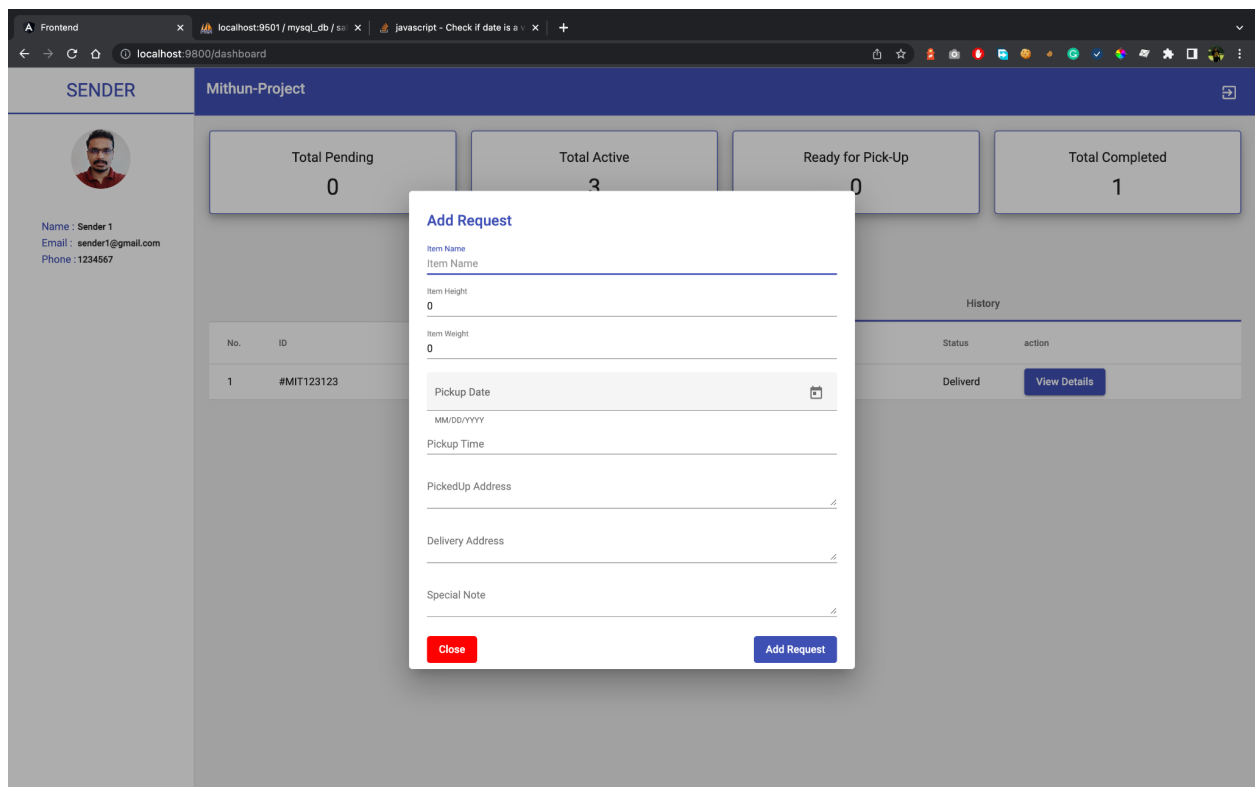 Frontend
localhost:9501 / mysql_db / sa
javascript - Check if date is a v
localhost:9800/dashboard
SENDER
Mithun-Project
Name : Sender 1
Email : sender1@gmail.com
Phone : 1234567
Total Pending
0
Total Active
3
Ready for Pick-Up
0
Total Completed
1
History
No. ID Status action
1 #MIT123123 Deliverd View Details
Add Request
Item Name
Item Name
Item Height
0
Item Weight
0
Pickup Date
MM/DD/YYYY
Pickup Time
PickedUp Address
Delivery Address
Special Note
Close Add Request